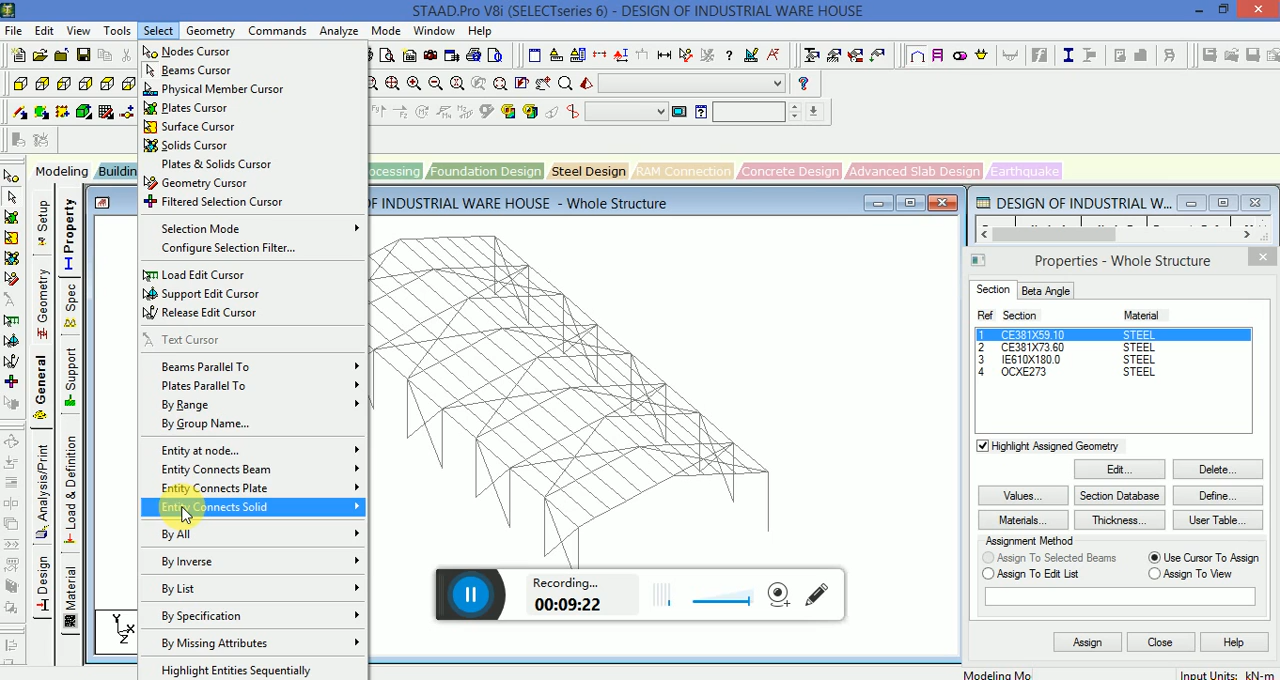 STAAD.Pro V8i (SELECTseries 6) - DESIGN OF INDUSTRIAL WARE HOUSE
File Edit View Tools Select Geometry Commands Analyze Mode Window Help
Nodes Cursor
Beams Cursor
Physical Member Cursor
Plates Cursor
Surface Cursor
Solids Cursor
Plates & Solids Cursor
Geometry Cursor
Filtered Selection Cursor
Selection Mode
Configure Selection Filter...
Load Edit Cursor
Support Edit Cursor
Release Edit Cursor
Text Cursor
Beams Parallel To
Plates Parallel To
By Range
By Group Name...
Entity at node...
Entity Connects Beam
Entity Connects Plate
Entity Connects Solid
By All
By Inverse
By List
By Specification
By Missing Attributes
Highlight Entities Sequentially
Modeling Buildin ocessing Foundation Design Steel Design RAM Connection Concrete Design Advanced Slab Design Earthquake
Setup
Geometry
General
Analysis/Print
Design
Property
Spec
Support
Load & Definition
Material
OF INDUSTRIAL WARE HOUSE - Whole Structure
DESIGN OF INDUSTRIAL W...
Properties - Whole Structure
Section Beta Angle
Ref Section Material
1 CE381X59.10 STEEL
2 CE381X73.60 STEEL
3 IE610X180.0 STEEL
4 OCXE273 STEEL
Highlight Assigned Geometry
Edit... Delete...
Values... Section Database Define...
Materials... Thickness... User Table...
Assignment Method
Assign To Selected Beams Use Cursor To Assign
Assign To Edit List Assign To View
Assign Close Help
Recording...
00:09:22
Y
X
Z
Modeling Mo Input Units: kN-m